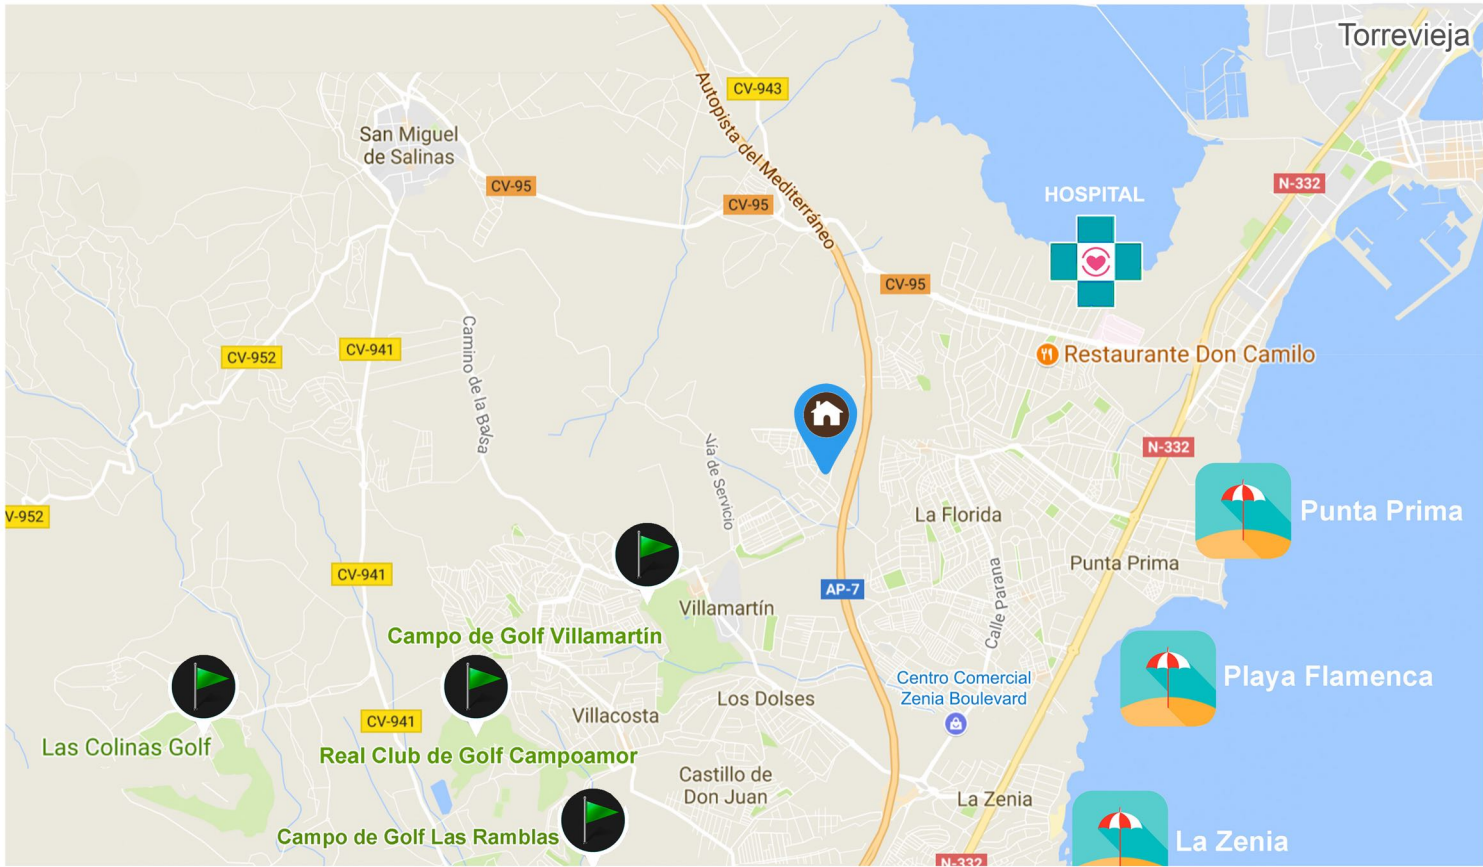 Torrevieja
CV-943
Autopista del Mediterráneo
San Miguel
de Salinas
CV-95
CV-95
N-332
HOSPITAL
CV-95
Camino de la Balsa
CV-952
CV-941
Restaurante Don Camilo
N-332
Vía de Servicio
V-952
La Florida
Punta Prima
Punta Prima
CV-941
AP-7
Calle Parana
Villamartín
Campo de Golf Villamartín
Centro Comercial
Zenia Boulevard
Playa Flamenca
Los Dolses
Villacosta
CV-941
Las Colinas Golf
Real Club de Golf Campoamor
Castillo de
Don Juan
La Zenia
Campo de Golf Las Ramblas
La Zenia
N-332